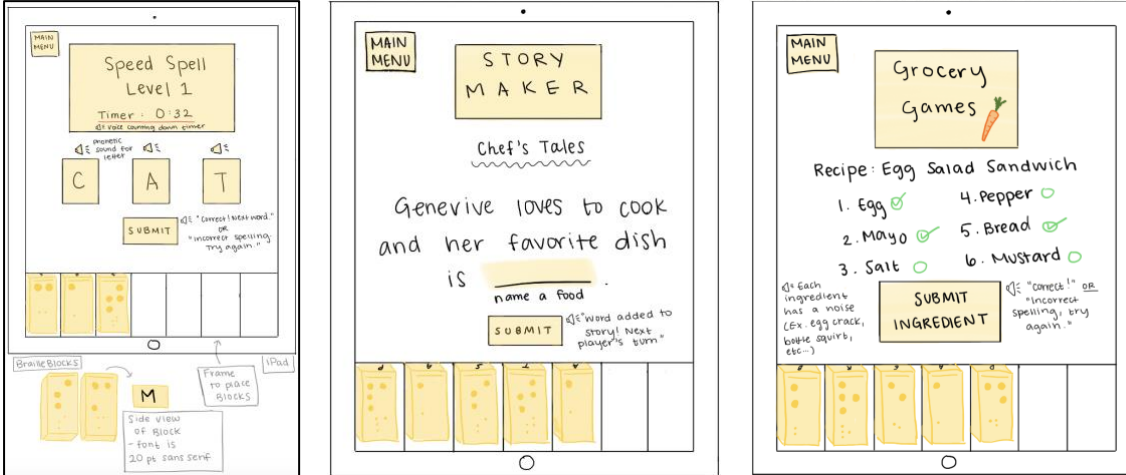 MAIN
MENU
Speed Spell
Level 1
Timer: 0:32
voice counting down timer
phonetic
sound for
letter
C
A
T
SUBMIT
"Correct! Next word."
OR
"Incorrect spelling.
Try again."
BrailleBlocks
iPad
M
Frame
to place
Blocks
Side view
of Block
- font is
20 pt sans serif
MAIN
MENU
STORY
MAKER
Chef's Tales
Genevive loves to cook
and her favorite dish
is ________.
name a food
SUBMIT
"Word added to
story! Next
player's turn"
P
A
S
T
A
MAIN
MENU
Grocery
Games
Recipe: Egg Salad Sandwich
1. Egg
2. Mayo
3. Salt
4. Pepper
5. Bread
6. Mustard
Each
ingredient
has a noise
(Ex. egg crack,
bottle squirt,
etc...)
SUBMIT
INGREDIENT
"Correct!" OR
"Incorrect
spelling, try
again."